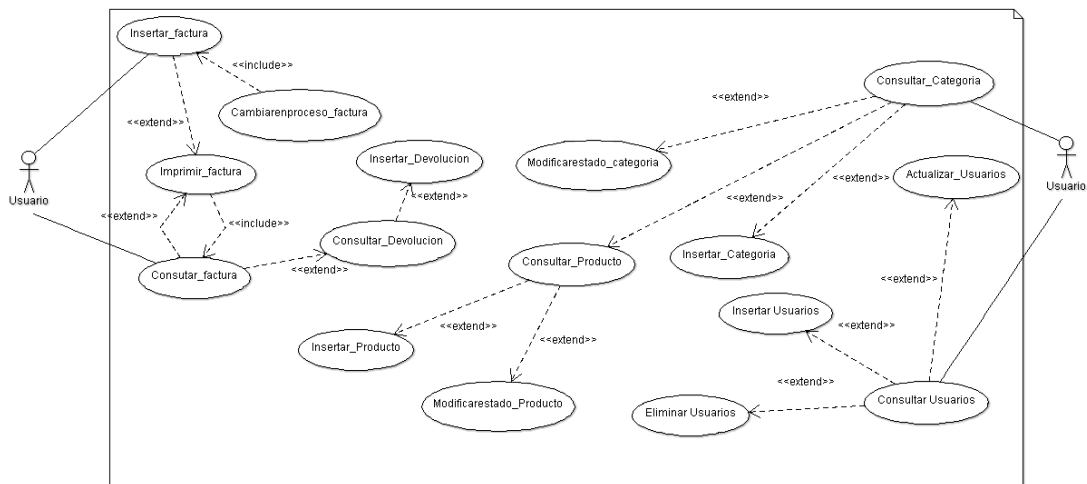 Insertar_factura
<<include>>
Cambiarenproceso_factura
<<extend>>
Imprimir_factura
Insertar_Devolucion
<<extend>>
<<extend>>
<<include>>
Consultar_Devolucion
<<extend>>
Consutar_factura
Usuario
Consultar_Categoria
<<extend>>
Modificarestado_categoria
<<extend>>
<<extend>>
Actualizar_Usuarios
Usuario
Consultar_Producto
Insertar_Categoria
<<extend>>
Insertar Usuarios
<<extend>>
<<extend>>
Insertar_Producto
<<extend>>
Modificarestado_Producto
<<extend>>
Eliminar Usuarios
Consultar Usuarios